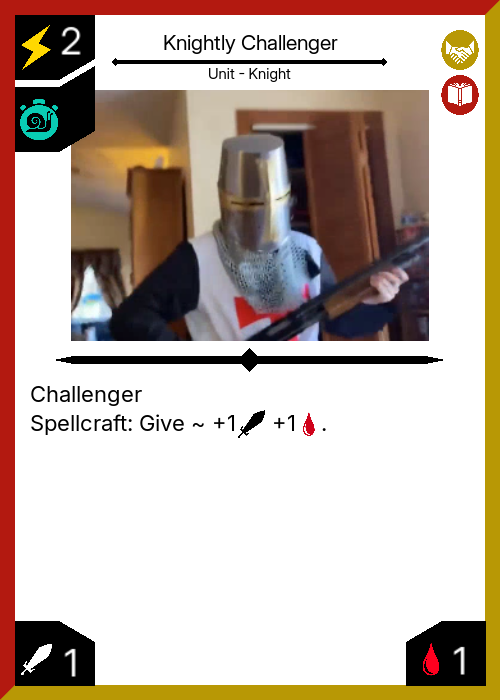 2
Knightly Challenger
Unit - Knight
Challenger
Spellcraft: Give ~ +1 +1.
1
1